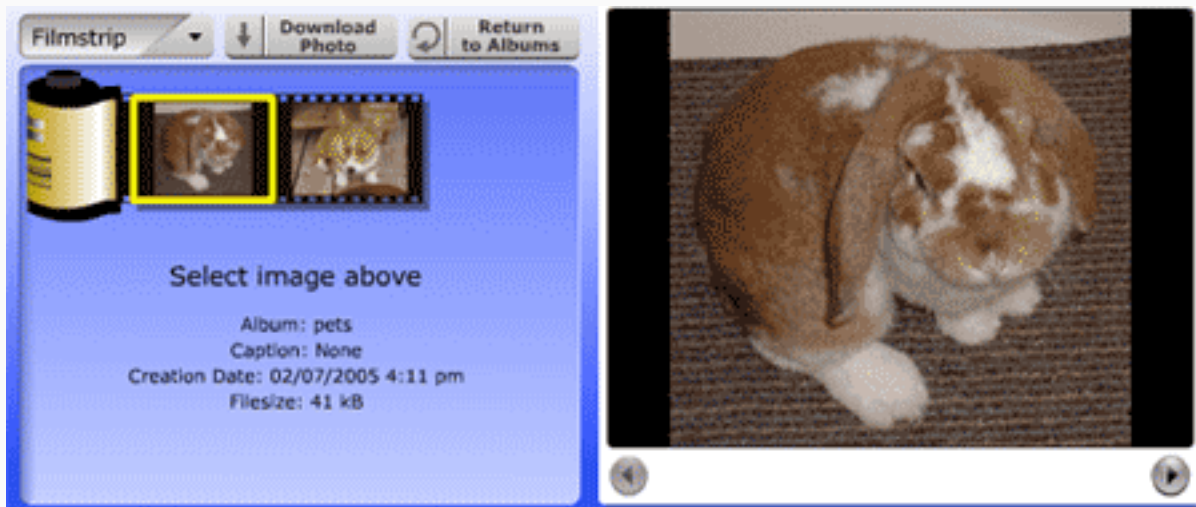 Filmstrip
Download
Photo
Return
to Albums
Select image above
Album: pets
Caption: None
Creation Date: 02/07/2005 4:11 pm
Filesize: 41 kB